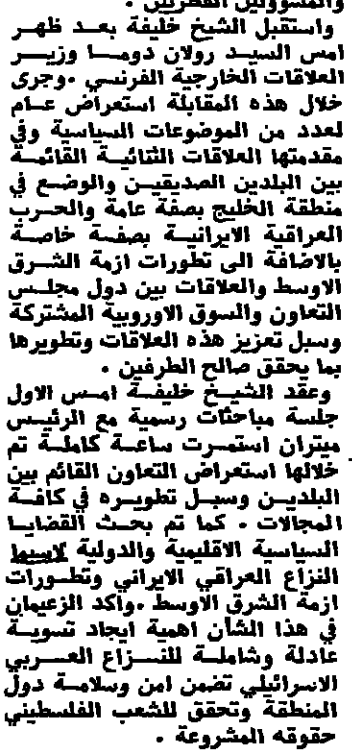 والمسؤولين القطريين .
واستقبل الشيخ خليفة بعد ظهر
امس السيد رولان دوما وزير
العلاقات الخارجية الفرنسي .وجرى
خلال هذه المقابلة استعراض عام
لعدد من الموضوعات السياسية وفي
مقدمتها العلاقات الثنائية القائمة
بين البلدين الصديقين والوضع في
منطقة الخليج بصفة عامة والحرب
العراقية الايرانية بصفة خاصة
بالاضافة الى تطورات ازمة الشرق
الاوسط والعلاقات بين دول مجلس
التعاون والسوق الاوروبية المشتركة
وسبل تعزيز هذه العلاقات وتطويرها
بما يحقق صالح الطرفين .
وعقد الشيخ خليفة امس الاول
جلسة مباحثات رسمية مع الرئيس
ميتران استمرت ساعة كاملة تم
خلالها استعراض التعاون القائم بين
البلدين وسبل تطويره في كافة
المجالات . كما تم بحث القضايا
السياسية الاقليمية والدولية لاسيما
النزاع العراقي الايراني وتطورات
ازمة الشرق الاوسط .واكد الزعيمان
في هذا الشأن اهمية ايجاد تسوية
عادلة وشاملة للنزاع العربي
الاسرائيلي تضمن امن وسلامة دول
المنطقة وتحقق للشعب الفلسطيني
حقوقه المشروعة .